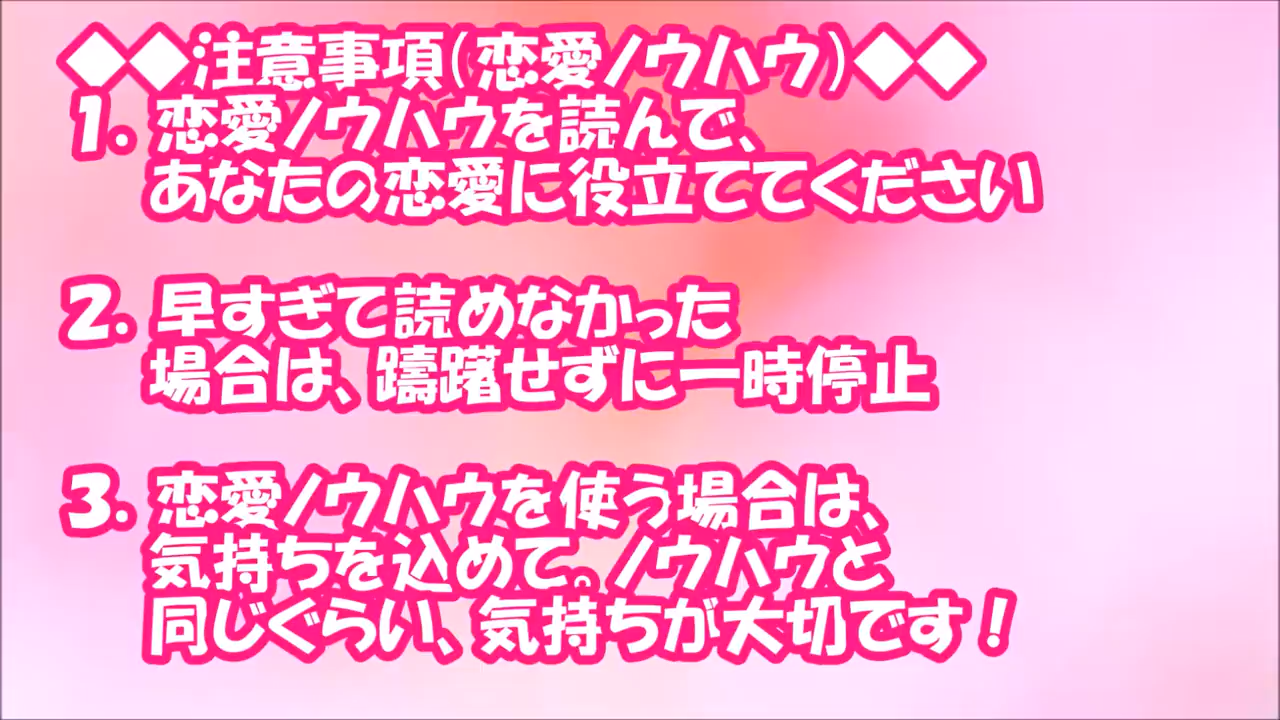 ◆◆注意事項(恋愛ノウハウ)◆◆
1. 恋愛ノウハウを読んで、
あなたの恋愛に役立ててください
2. 早すぎて読めなかった
場合は、躊躇せずに一時停止
3. 恋愛ノウハウを使う場合は、
気持ちを込めて。ノウハウと
同じぐらい、気持ちが大切です!